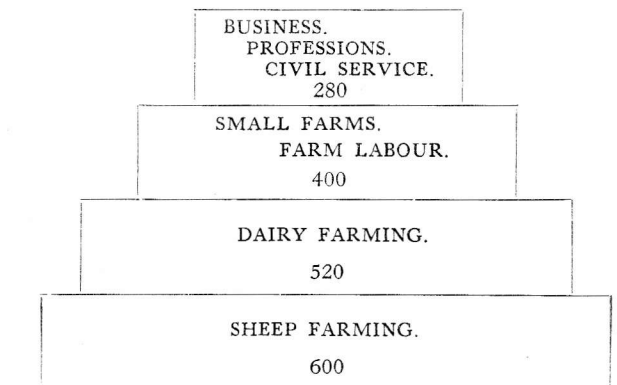 BUSINESS.
PROFESSIONS.
CIVIL SERVICE.
280
SMALL FARMS.
FARM LABOUR.
400
DAIRY FARMING.
520
SHEEP FARMING.
600